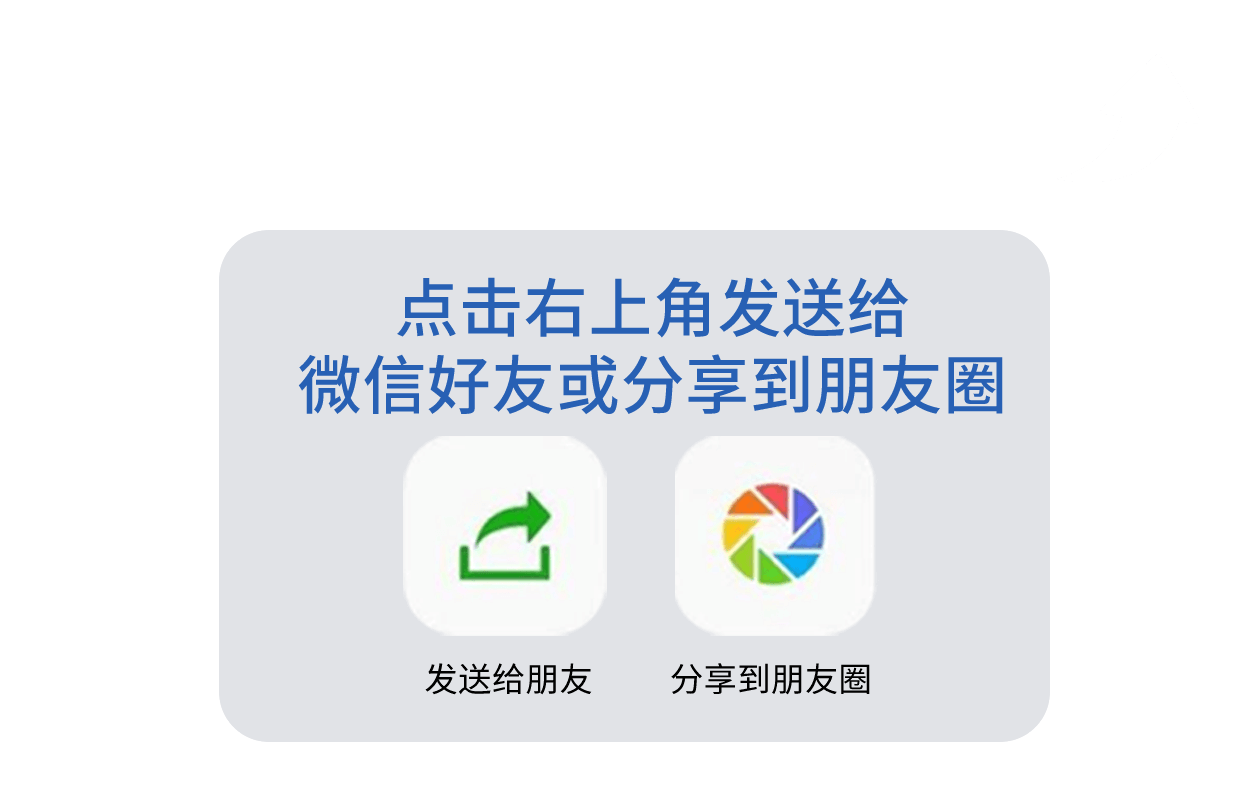 点击右上角发送给
微信好友或分享到朋友圈
发送给朋友 分享到朋友圈